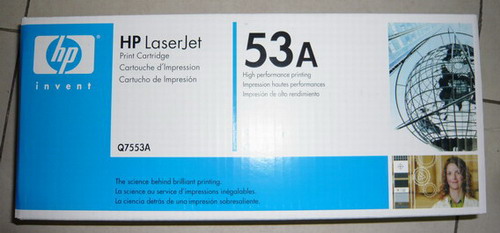 hp
invent
HP LaserJet
Print Cartridge
Cartouche d'Impression
Cartucho de Impresión
Q7553A
53A
High performance printing
Impression hautes performances
Impresión de alto rendimiento
The science behind brilliant printing.
La science au service d'impressions inégalables.
La ciencia detrás de una impresión sobresaliente.